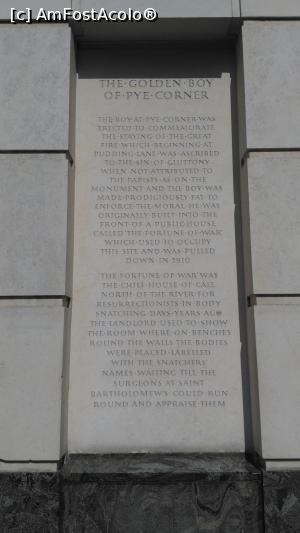 (c) AmFostAcolo®
THE·GOLDEN·BOY
OF·PYE·CORNER
THE·BOY·AT·PYE·CORNER·WAS
ERECTED·TO·COMMEMORATE
THE·STAYING·OF·THE·GREAT
FIRE·WHICH·BEGINNING·AT
PUDDING·LANE·WAS·ASCRIBED
TO·THE·SIN·OF·GLUTTONY
WHEN·NOT·ATTRIBUTED·TO
THE·PAPISTS·AS·ON·THE
MONUMENT·AND·THE·BOY·WAS
MADE·PRODIGIOUSLY·FAT·TO
ENFORCE·THE·MORAL·HE·WAS
ORIGINALLY·BUILT·INTO·THE
FRONT·OF·A·PUBLIC-HOUSE
CALLED·THE·FORTUNE·OF·WAR
WHICH·USED·TO·OCCUPY
THIS·SITE·AND·WAS·PULLED
DOWN·IN·1910
THE·FORTUNE·OF·WAR·WAS
THE·CHIEF·HOUSE·OF·CALL
NORTH·OF·THE·RIVER·FOR
RESURRECTIONISTS·IN·BODY
SNATCHING·DAYS·YEARS·AGO
THE·LANDLORD·USED·TO·SHOW
THE·ROOM·WHERE·ON·BENCHES
ROUND·THE·WALLS·THE·BODIES
WERE·PLACED·LABELLED
WITH·THE·SNATCHERS'
NAMES·WAITING·TILL·THE
SURGEONS·AT·SAINT
BARTHOLOMEW'S·COULD·RUN
ROUND·AND·APPRAISE·THEM